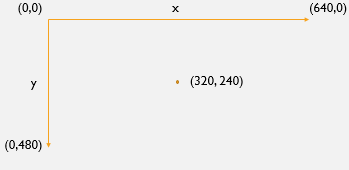 (0,0) x (640,0)
y (320, 240)
(0,480)